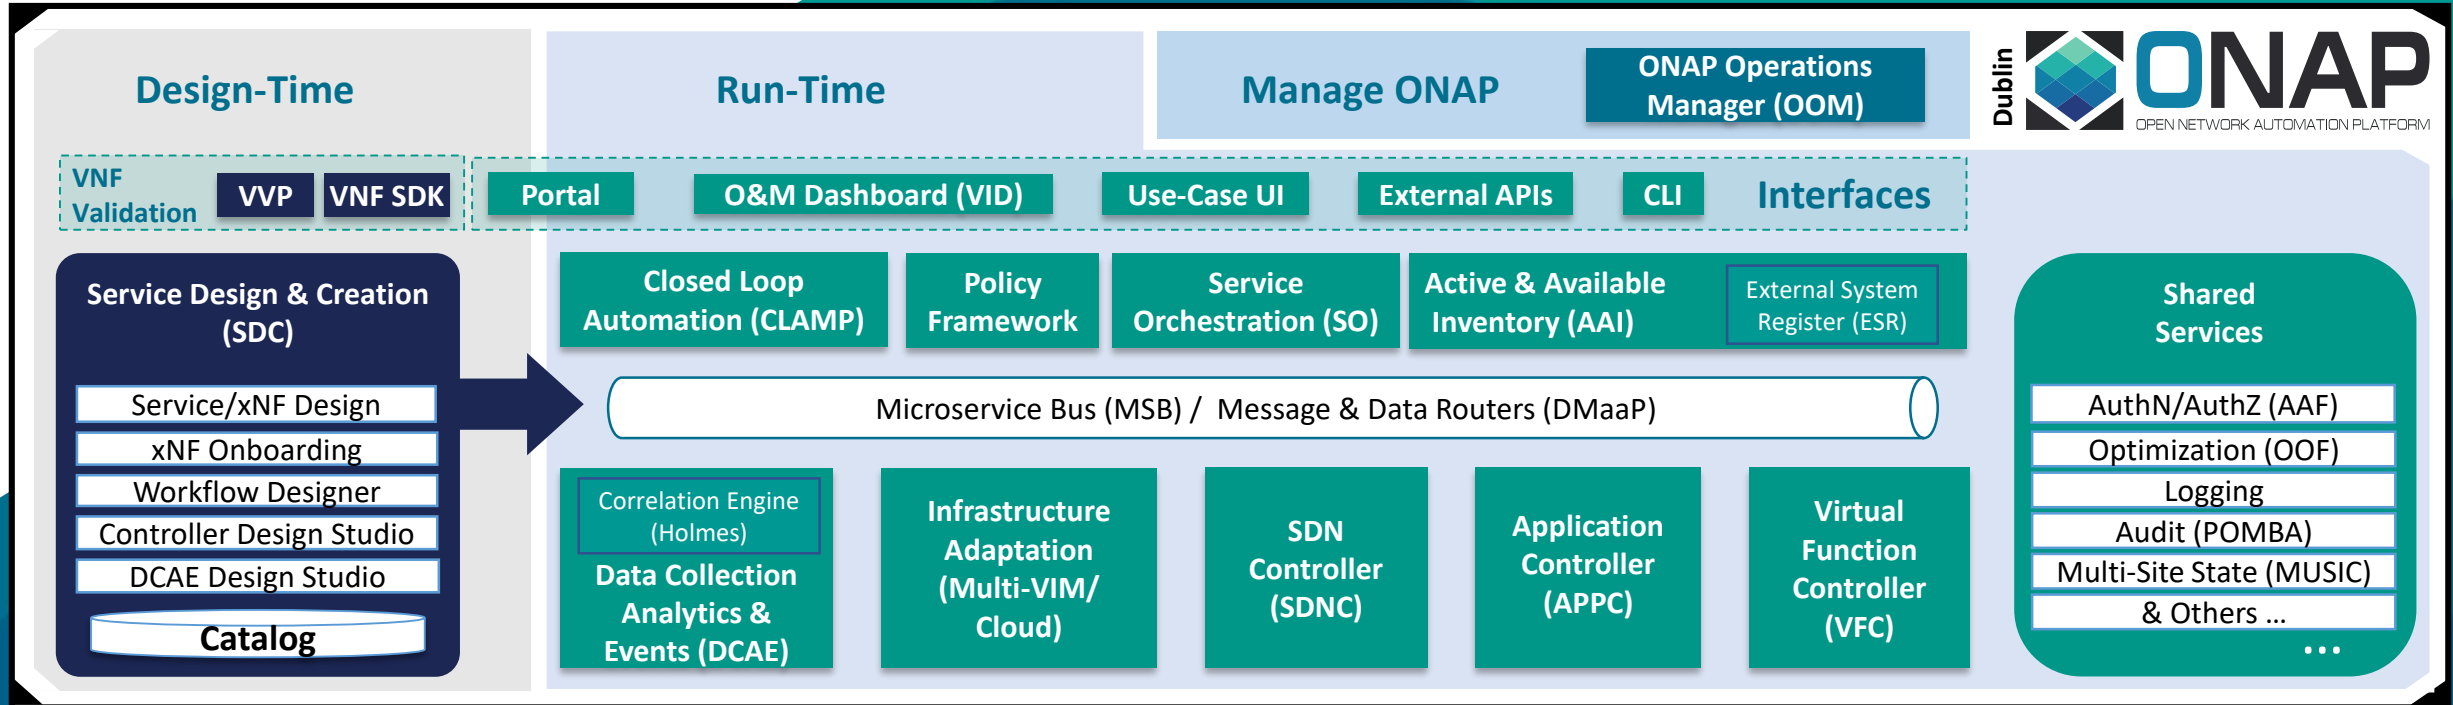 Design-Time
Run-Time
Manage ONAP
ONAP Operations
Manager (OOM)
Dublin
ONAP
OPEN NETWORK AUTOMATION PLATFORM
VNF
Validation
VVP
VNF SDK
Portal
O&M Dashboard (VID)
Use-Case UI
External APIs
CLI
Interfaces
Service Design & Creation
(SDC)
Service/xNF Design
xNF Onboarding
Workflow Designer
Controller Design Studio
DCAE Design Studio
Catalog
Closed Loop
Automation (CLAMP)
Policy
Framework
Service
Orchestration (SO)
Active & Available
Inventory (AAI)
External System
Register (ESR)
Microservice Bus (MSB) / Message & Data Routers (DMaaP)
Correlation Engine
(Holmes)
Data Collection
Analytics &
Events (DCAE)
Infrastructure
Adaptation
(Multi-VIM/
Cloud)
SDN
Controller
(SDNC)
Application
Controller
(APPC)
Virtual
Function
Controller
(VFC)
Shared
Services
AuthN/AuthZ (AAF)
Optimization (OOF)
Logging
Audit (POMBA)
Multi-Site State (MUSIC)
& Others ...
...